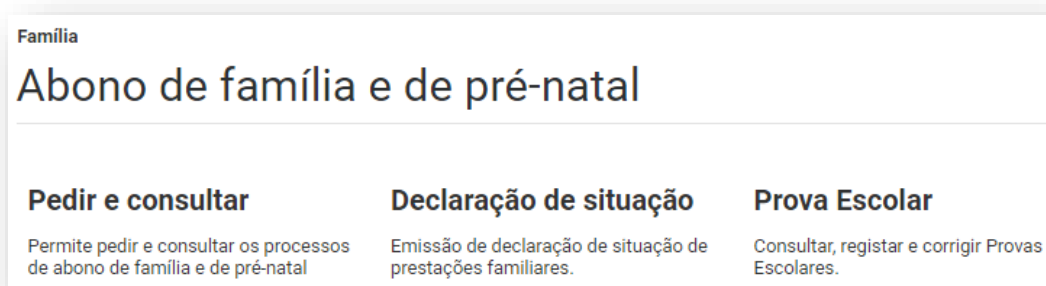 Família
Abono de família e de pré-natal
Pedir e consultar
Permite pedir e consultar os processos
de abono de família e de pré-natal
Declaração de situação
Emissão de declaração de situação de
prestações familiares.
Prova Escolar
Consultar, registar e corrigir Provas
Escolares.